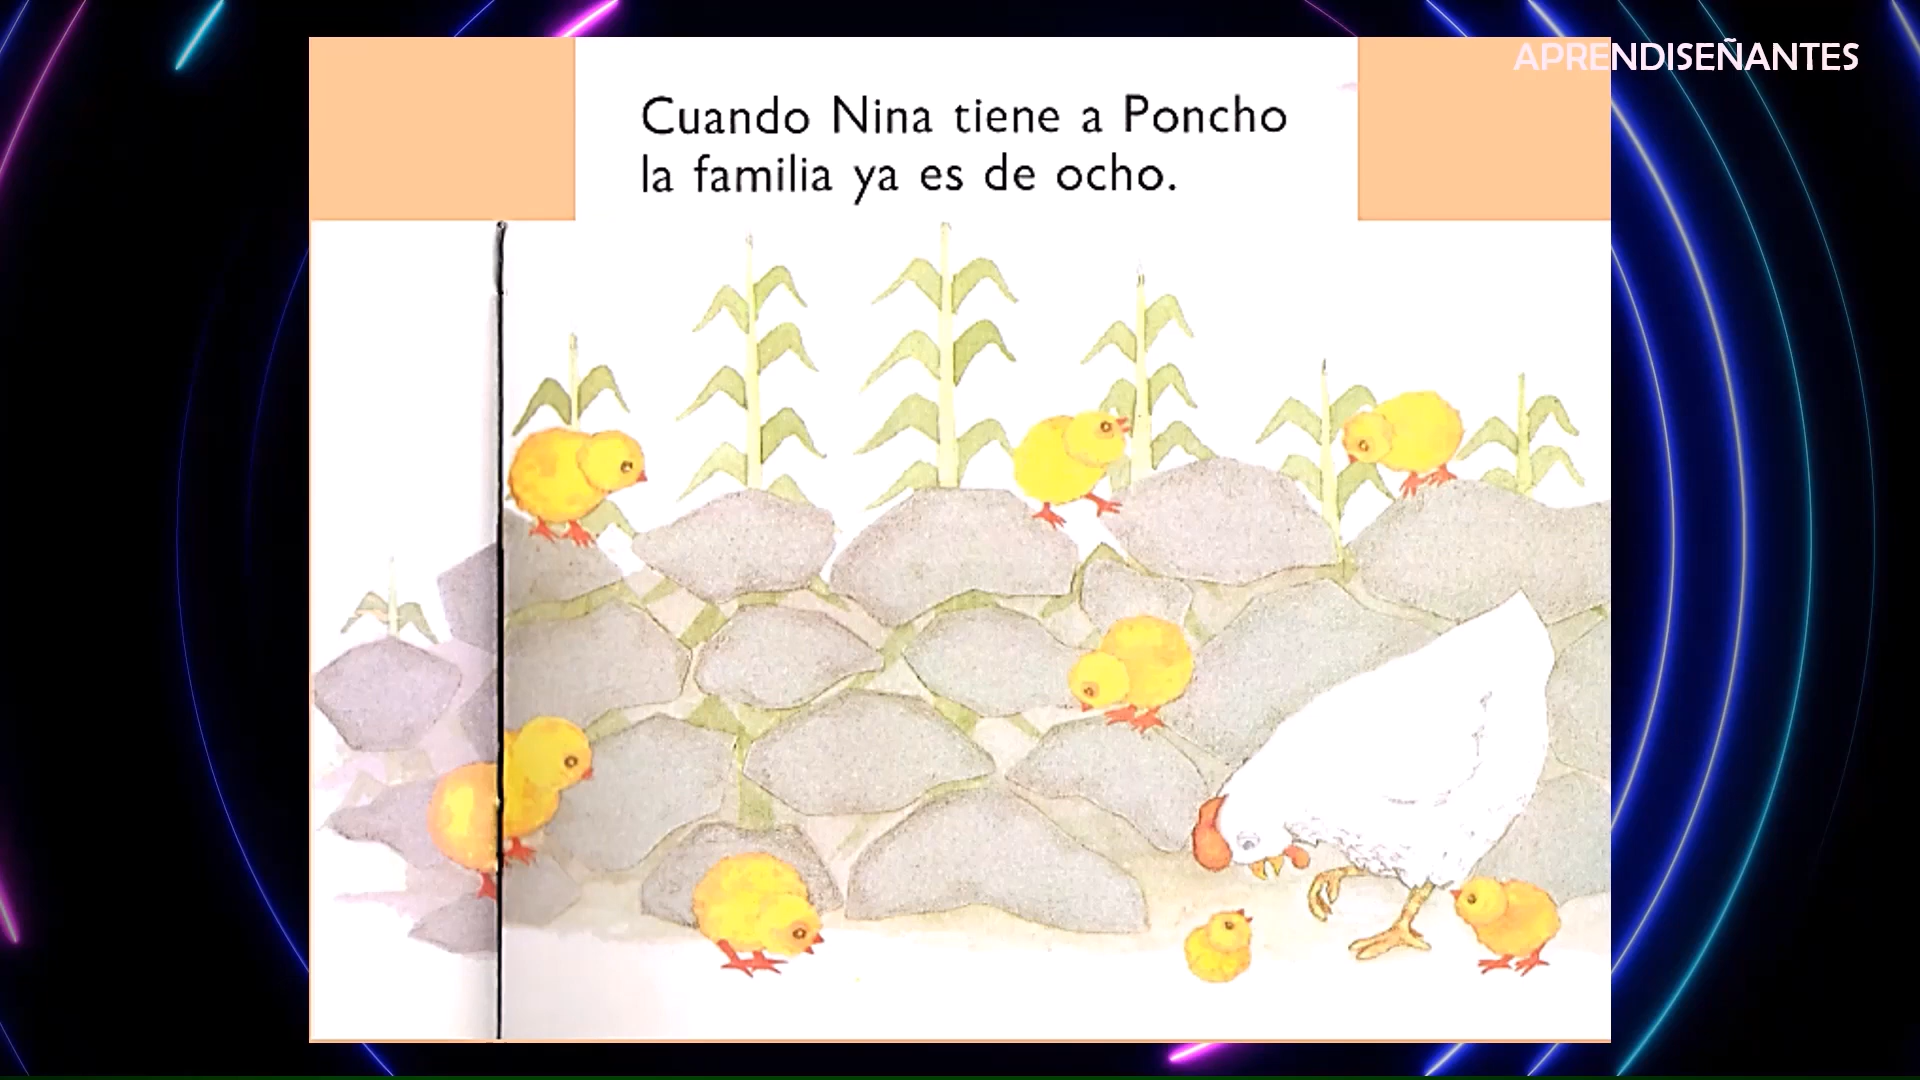 APRENDISEÑANTES
Cuando Nina tiene a Poncho
la familia ya es de ocho.